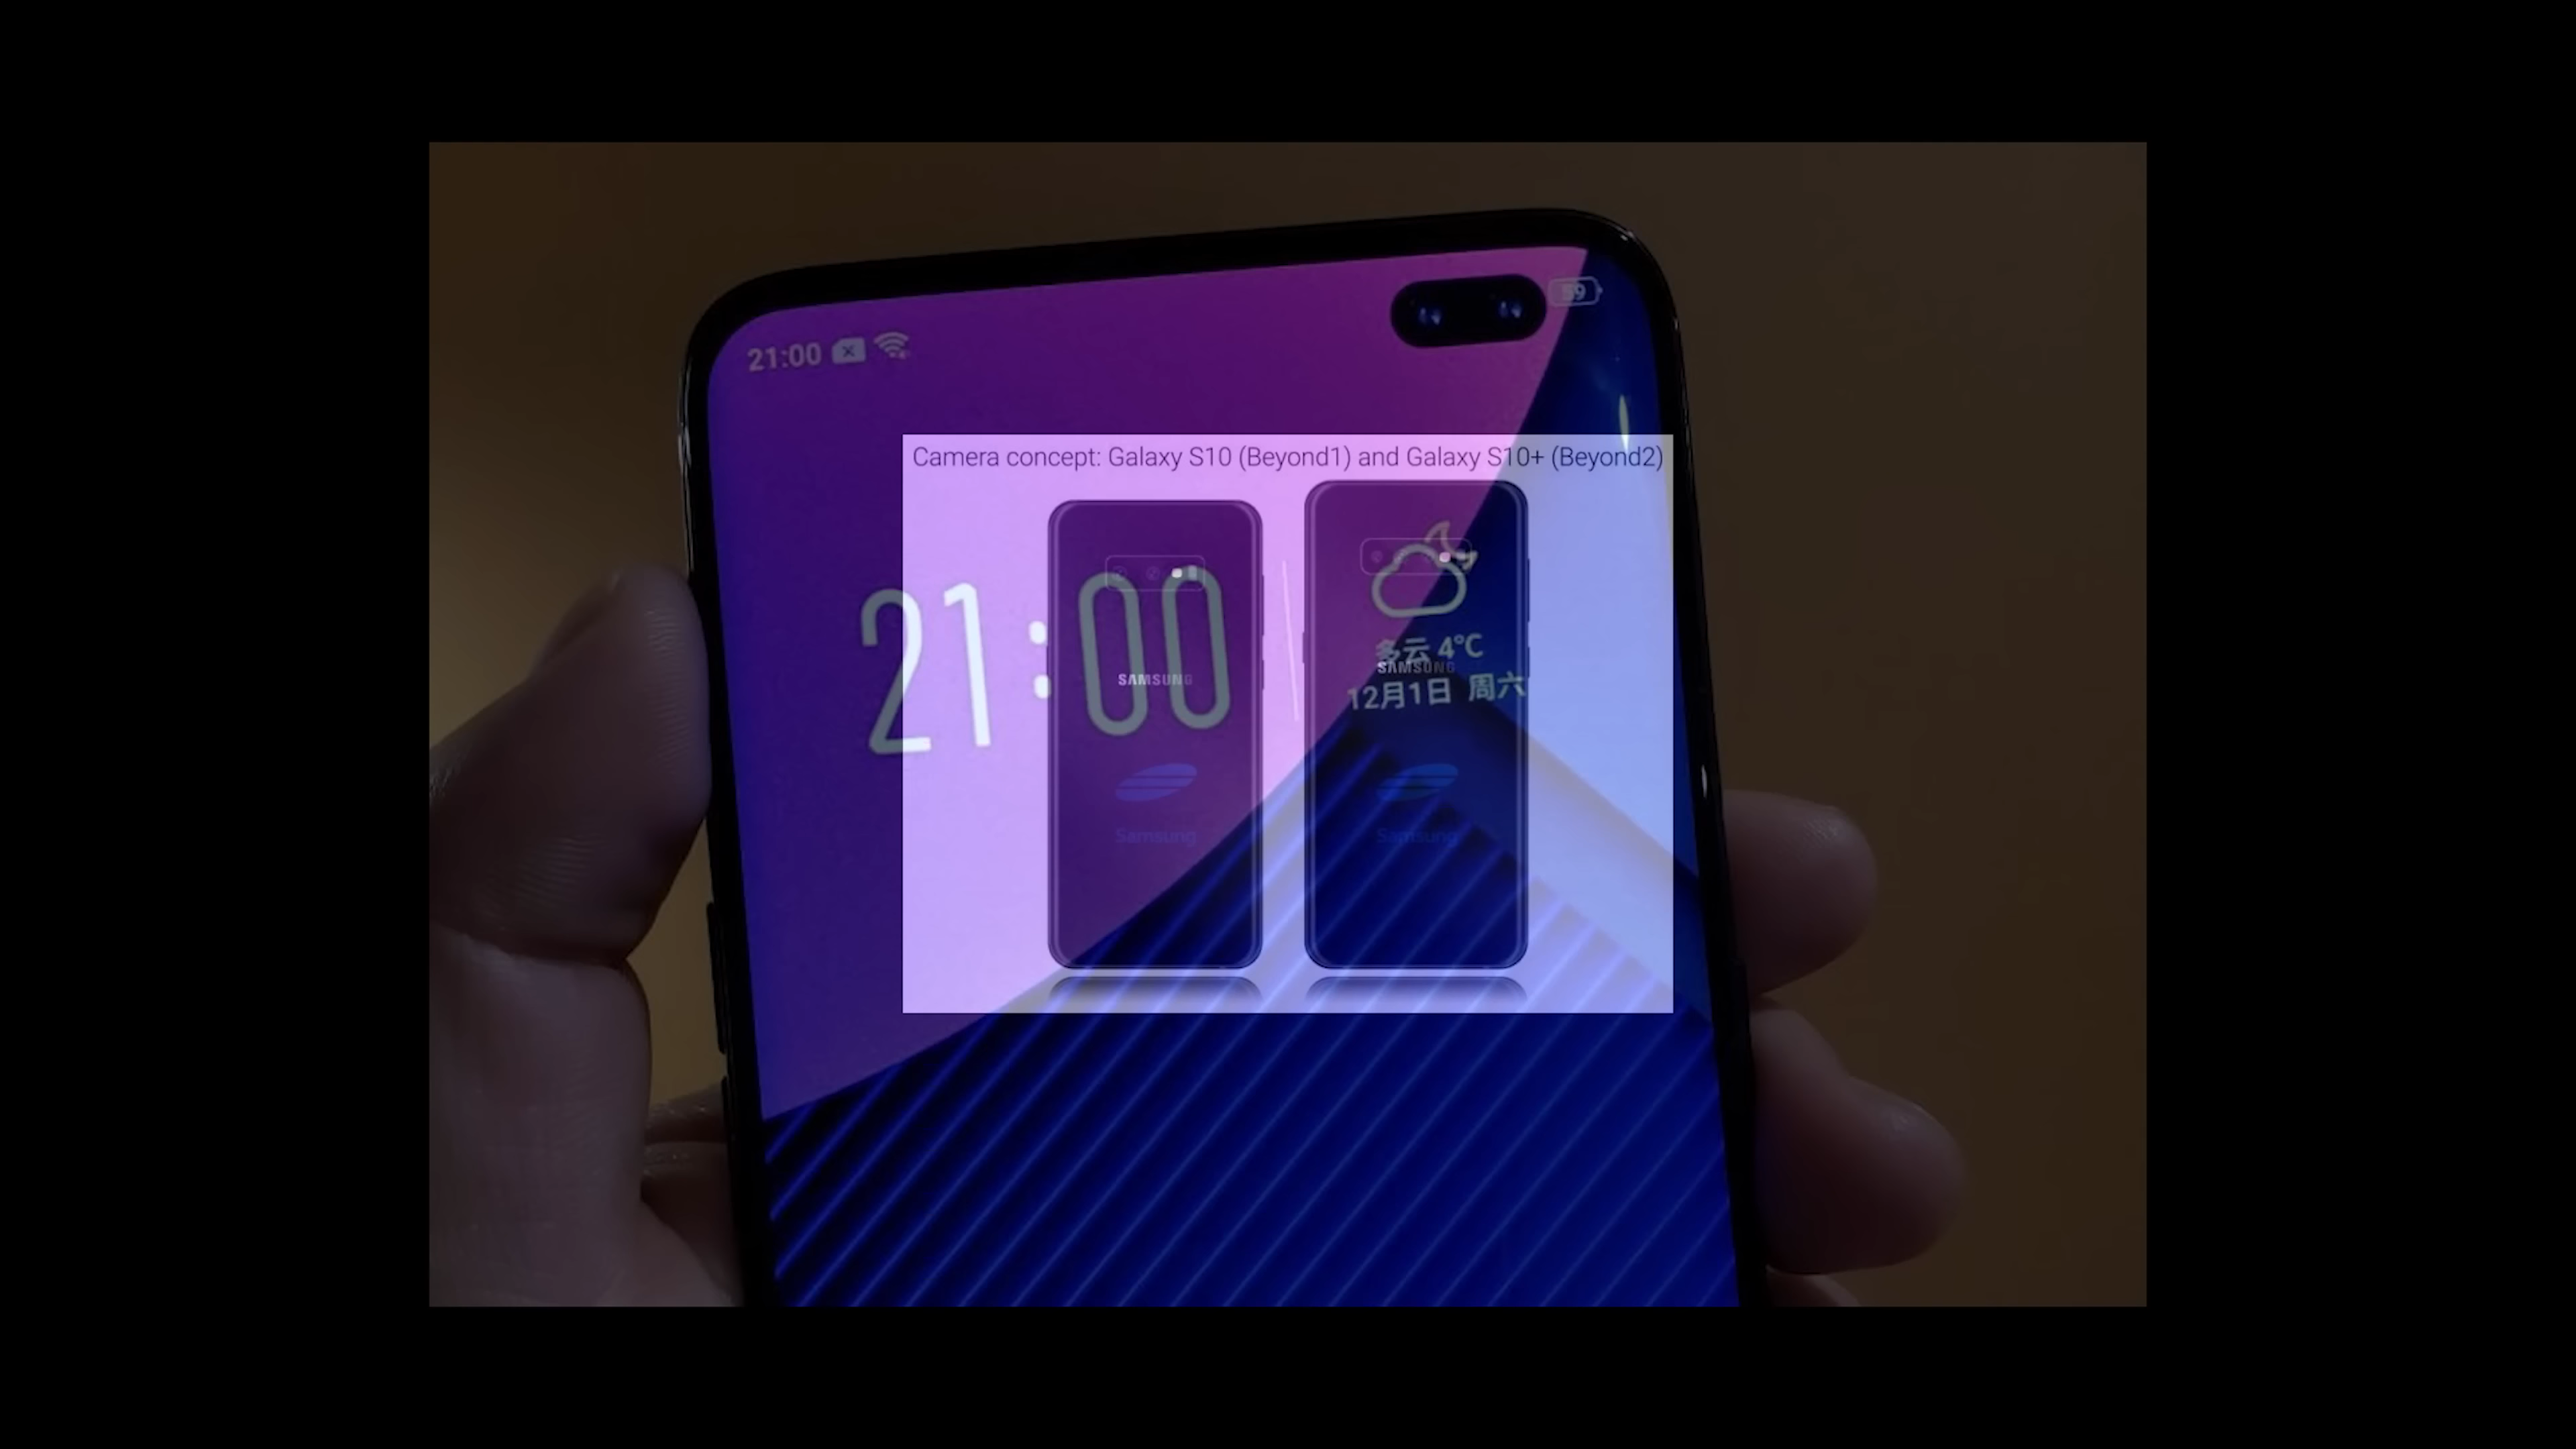 21:00
59
Camera concept: Galaxy S10 (Beyond1) and Galaxy S10+ (Beyond2)
21:00
多云 4°C
SAMSUNG
SAMSUNG
12月1日 周六
Samsung
Samsung